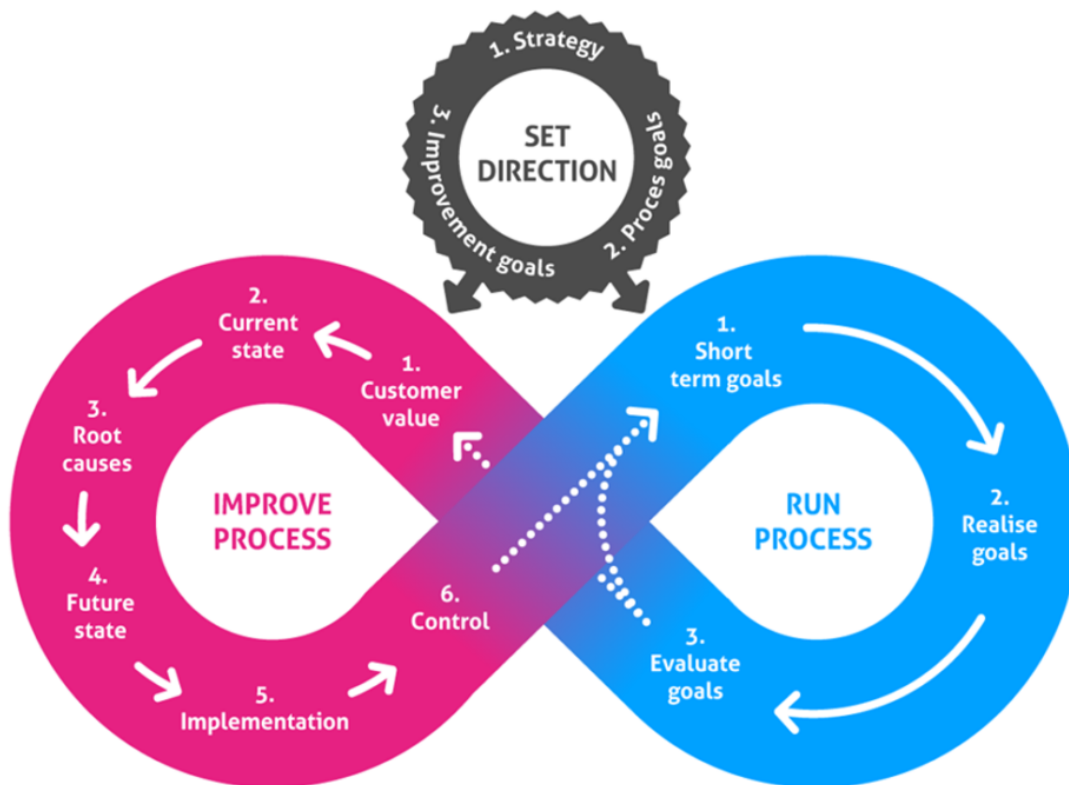 1. Strategy
2. Proces goals
3. Improvement goals
SET
DIRECTION
1.
Customer
value
2.
Current
state
3.
Root
causes
4.
Future
state
5.
Implementation
6.
Control
IMPROVE
PROCESS
1.
Short
term goals
2.
Realise
goals
3.
Evaluate
goals
RUN
PROCESS